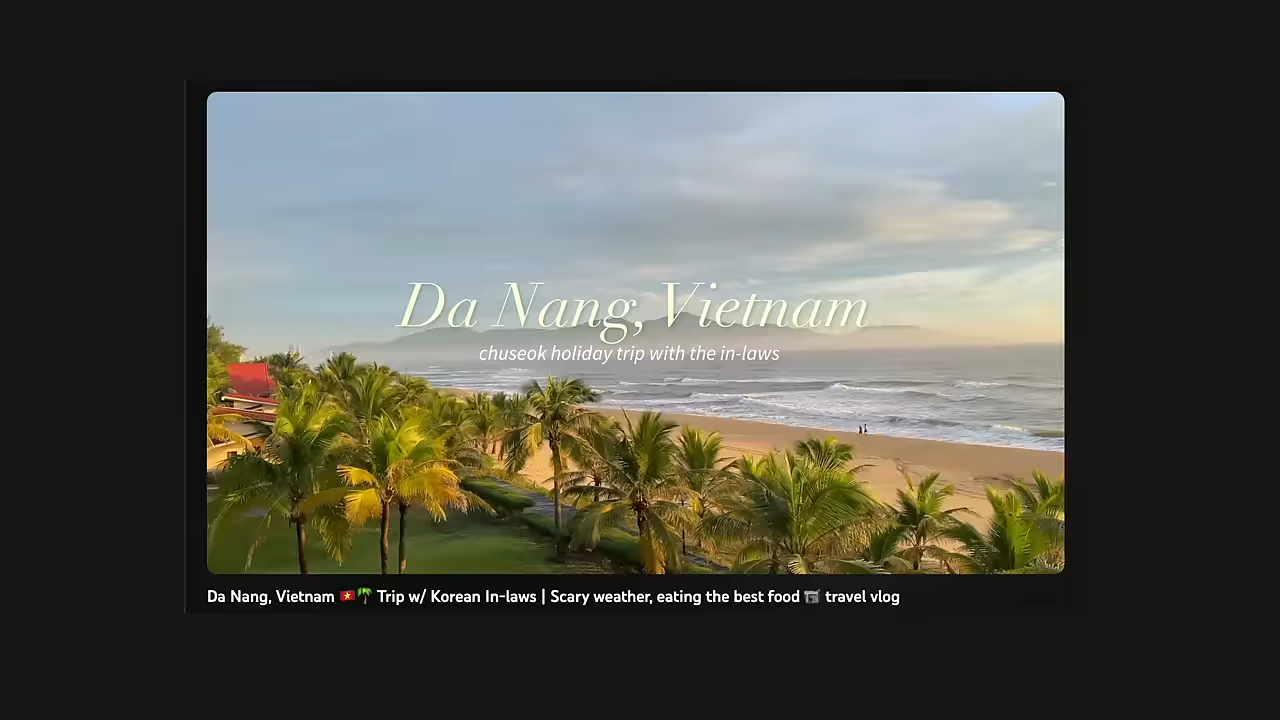 Da Nang, Vietnam
chuseok holiday trip with the in-laws
Da Nang, Vietnam 🇻🇳🌴 Trip w/ Korean In-laws | Scary weather, eating the best food 📹 travel vlog